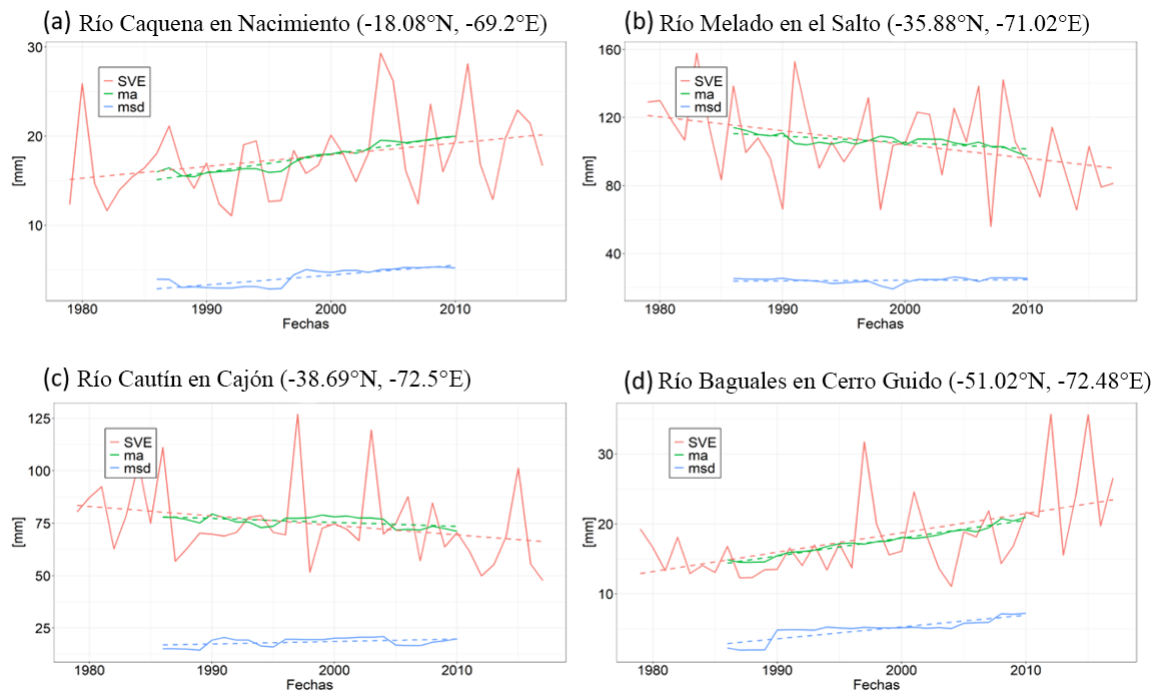 (a) Río Caquena en Nacimiento (-18.08°N, -69.2°E)
30
20
10
[mm]
SVE
ma
msd
1980 1990 2000 2010
Fechas
(b) Río Melado en el Salto (-35.88°N, -71.02°E)
160
120
80
40
[mm]
SVE
ma
msd
1980 1990 2000 2010
Fechas
(c) Río Cautín en Cajón (-38.69°N, -72.5°E)
125
100
75
50
25
[mm]
SVE
ma
msd
1980 1990 2000 2010
Fechas
(d) Río Baguales en Cerro Guido (-51.02°N, -72.48°E)
30
20
10
[mm]
SVE
ma
msd
1980 1990 2000 2010
Fechas